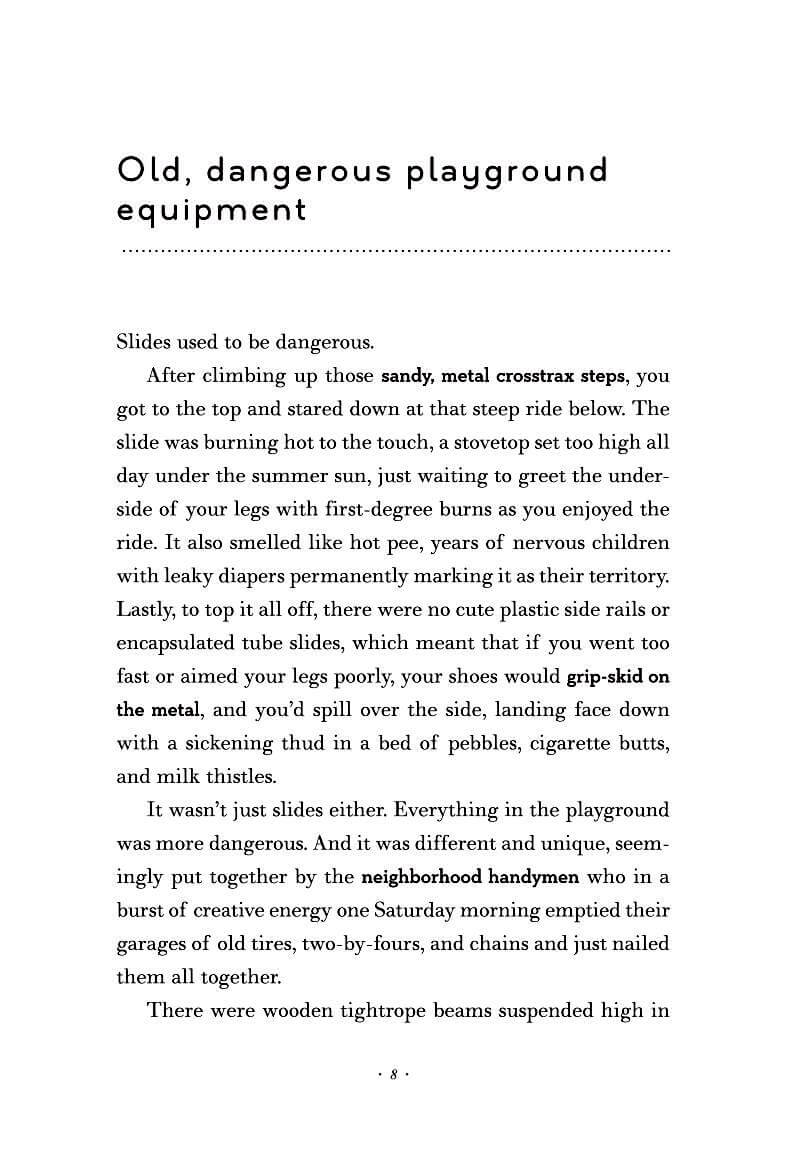 Old, dangerous playground
equipment
Slides used to be dangerous.
After climbing up those sandy, metal crosstrax steps, you
got to the top and stared down at that steep ride below. The
slide was burning hot to the touch, a stovetop set too high all
day under the summer sun, just waiting to greet the under-
side of your legs with first-degree burns as you enjoyed the
ride. It also smelled like hot pee, years of nervous children
with leaky diapers permanently marking it as their territory.
Lastly, to top it all off, there were no cute plastic side rails or
encapsulated tube slides, which meant that if you went too
fast or aimed your legs poorly, your shoes would grip-skid on
the metal, and you’d spill over the side, landing face down
with a sickening thud in a bed of pebbles, cigarette butts,
and milk thistles.
It wasn’t just slides either. Everything in the playground
was more dangerous. And it was different and unique, seem-
ingly put together by the neighborhood handymen who in a
burst of creative energy one Saturday morning emptied their
garages of old tires, two-by-fours, and chains and just nailed
them all together.
There were wooden tightrope beams suspended high in
· 8 ·